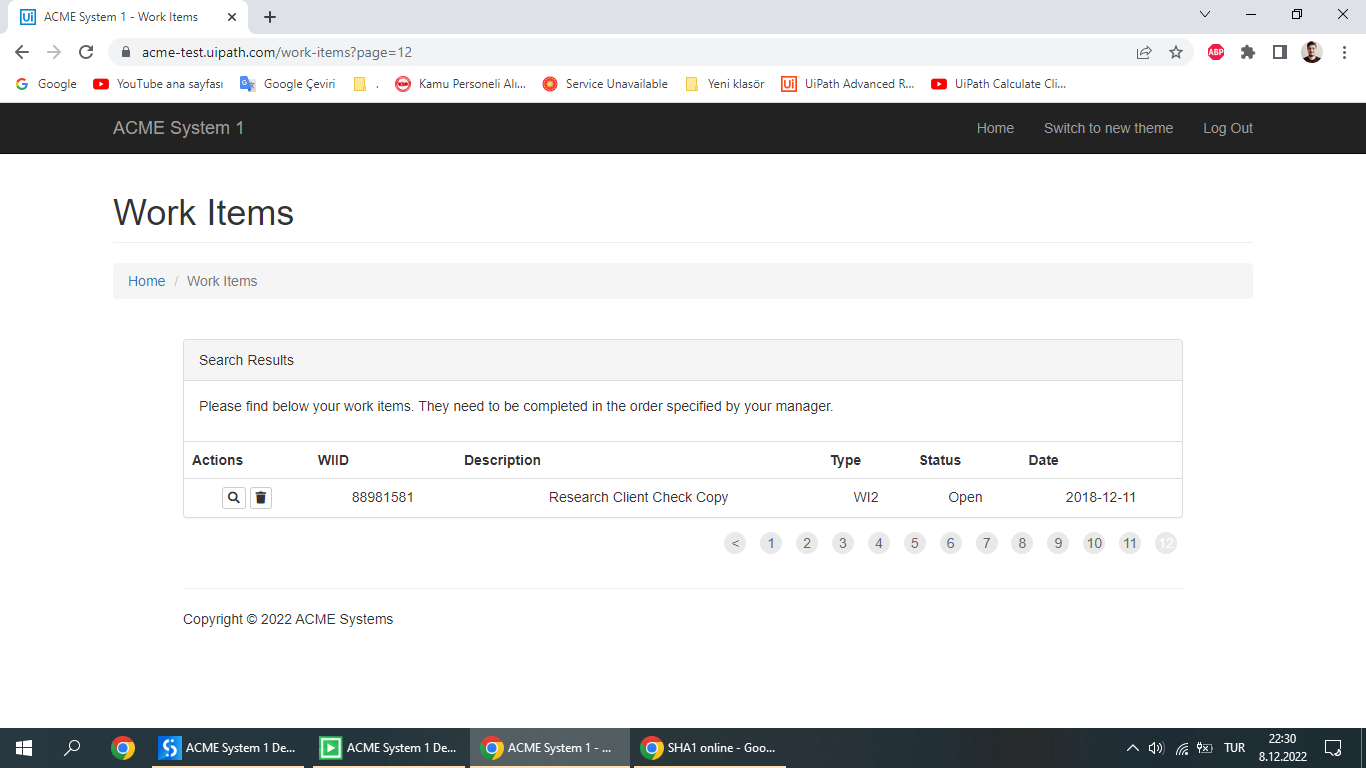 ACME System 1 - Work Items
acme-test.uipath.com/work-items?page=12
ABP
Google
YouTube ana sayfası
Google Çeviri
.
Kamu Personeli Alı...
Service Unavailable
Yeni klasör
UiPath Advanced R...
UiPath Calculate Cli...
ACME System 1
Home
Switch to new theme
Log Out
Work Items
Home / Work Items
Search Results
Please find below your work items. They need to be completed in the order specified by your manager.
Actions WIID Description Type Status Date
88981581 Research Client Check Copy WI2 Open 2018-12-11
< 1 2 3 4 5 6 7 8 9 10 11 12
Copyright © 2022 ACME Systems
ACME System 1 De...
ACME System 1 De...
ACME System 1 - ...
SHA1 online - Goo...
TUR
22:30
8.12.2022